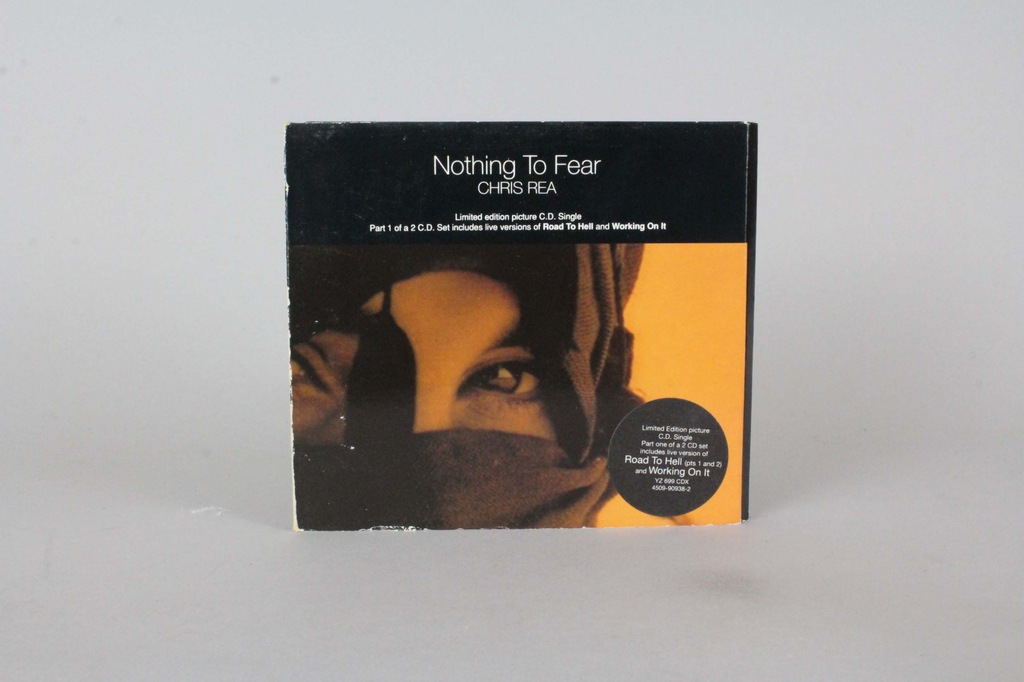 Nothing To Fear
CHRIS REA
Limited edition picture C.D. Single
Part 1 of a 2 C.D. Set includes live versions of Road To Hell and Working On It
Limited Edition picture
C.D. Single
Part one of a 2 CD set
includes live version of
Road To Hell (pts 1 and 2)
and Working On It
YZ 699 CDX
4509-90938-2